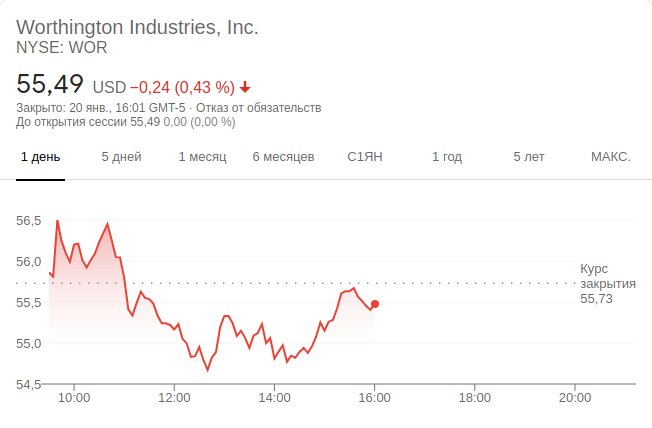 Worthington Industries, Inc.
NYSE: WOR
55,49 USD −0,24 (0,43 %)
Закрыто: 20 янв., 16:01 GMT-5 · Отказ от обязательств
До открытия сессии 55,49 0,00 (0,00 %)
1 день 5 дней 1 месяц 6 месяцев С1ЯН 1 год 5 лет МАКС.
56,5
56,0
55,5
55,0
54,5
Курс
закрытия
55,73
10:00 12:00 14:00 16:00 18:00 20:00